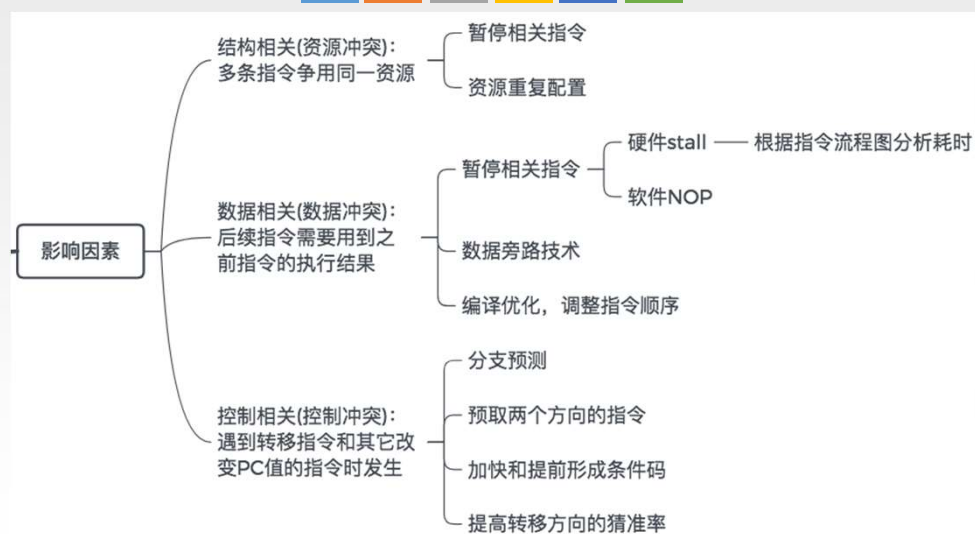 影响因素
结构相关(资源冲突)：
多条指令争用同一资源
暂停相关指令
资源重复配置
数据相关(数据冲突)：
后续指令需要用到之
前指令的执行结果
暂停相关指令
硬件stall
根据指令流程图分析耗时
软件NOP
数据旁路技术
编译优化，调整指令顺序
控制相关(控制冲突)：
遇到转移指令和其它改
变PC值的指令时发生
分支预测
预取两个方向的指令
加快和提前形成条件码
提高转移方向的猜准率